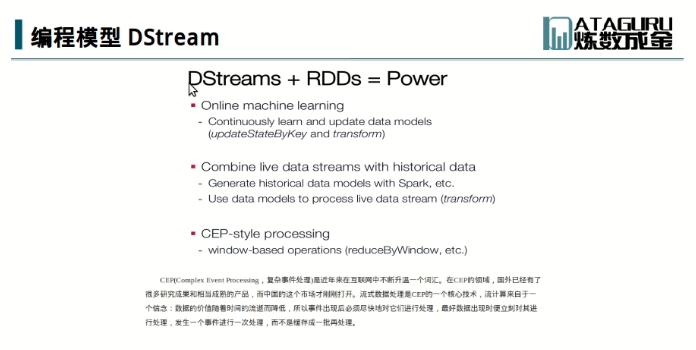 编程模型 DStream
DATAGURU
炼数成金
DStreams + RDDs = Power
▪ Online machine learning
- Continuously learn and update data models
(updateStateByKey and transform)
▪ Combine live data streams with historical data
- Generate historical data models with Spark, etc.
- Use data models to process live data stream (transform)
▪ CEP-style processing
- window-based operations (reduceByWindow, etc.)
CEP(Complex Event Processing，复杂事件处理)是近年来在互联网中不断升温一个词汇。在CEP的领域，国外已经有了
很多研究成果和相当成熟的产品，而中国的这个市场才刚刚打开。流式数据处理是CEP的一个核心技术，流计算来自于一
个信念：数据的价值随着时间的流逝而降低，所以事件出现后必须尽快地对它们进行处理，最好数据出现时便立刻对其进
行处理，发生一个事件进行一次处理，而不是缓存成一批再处理。